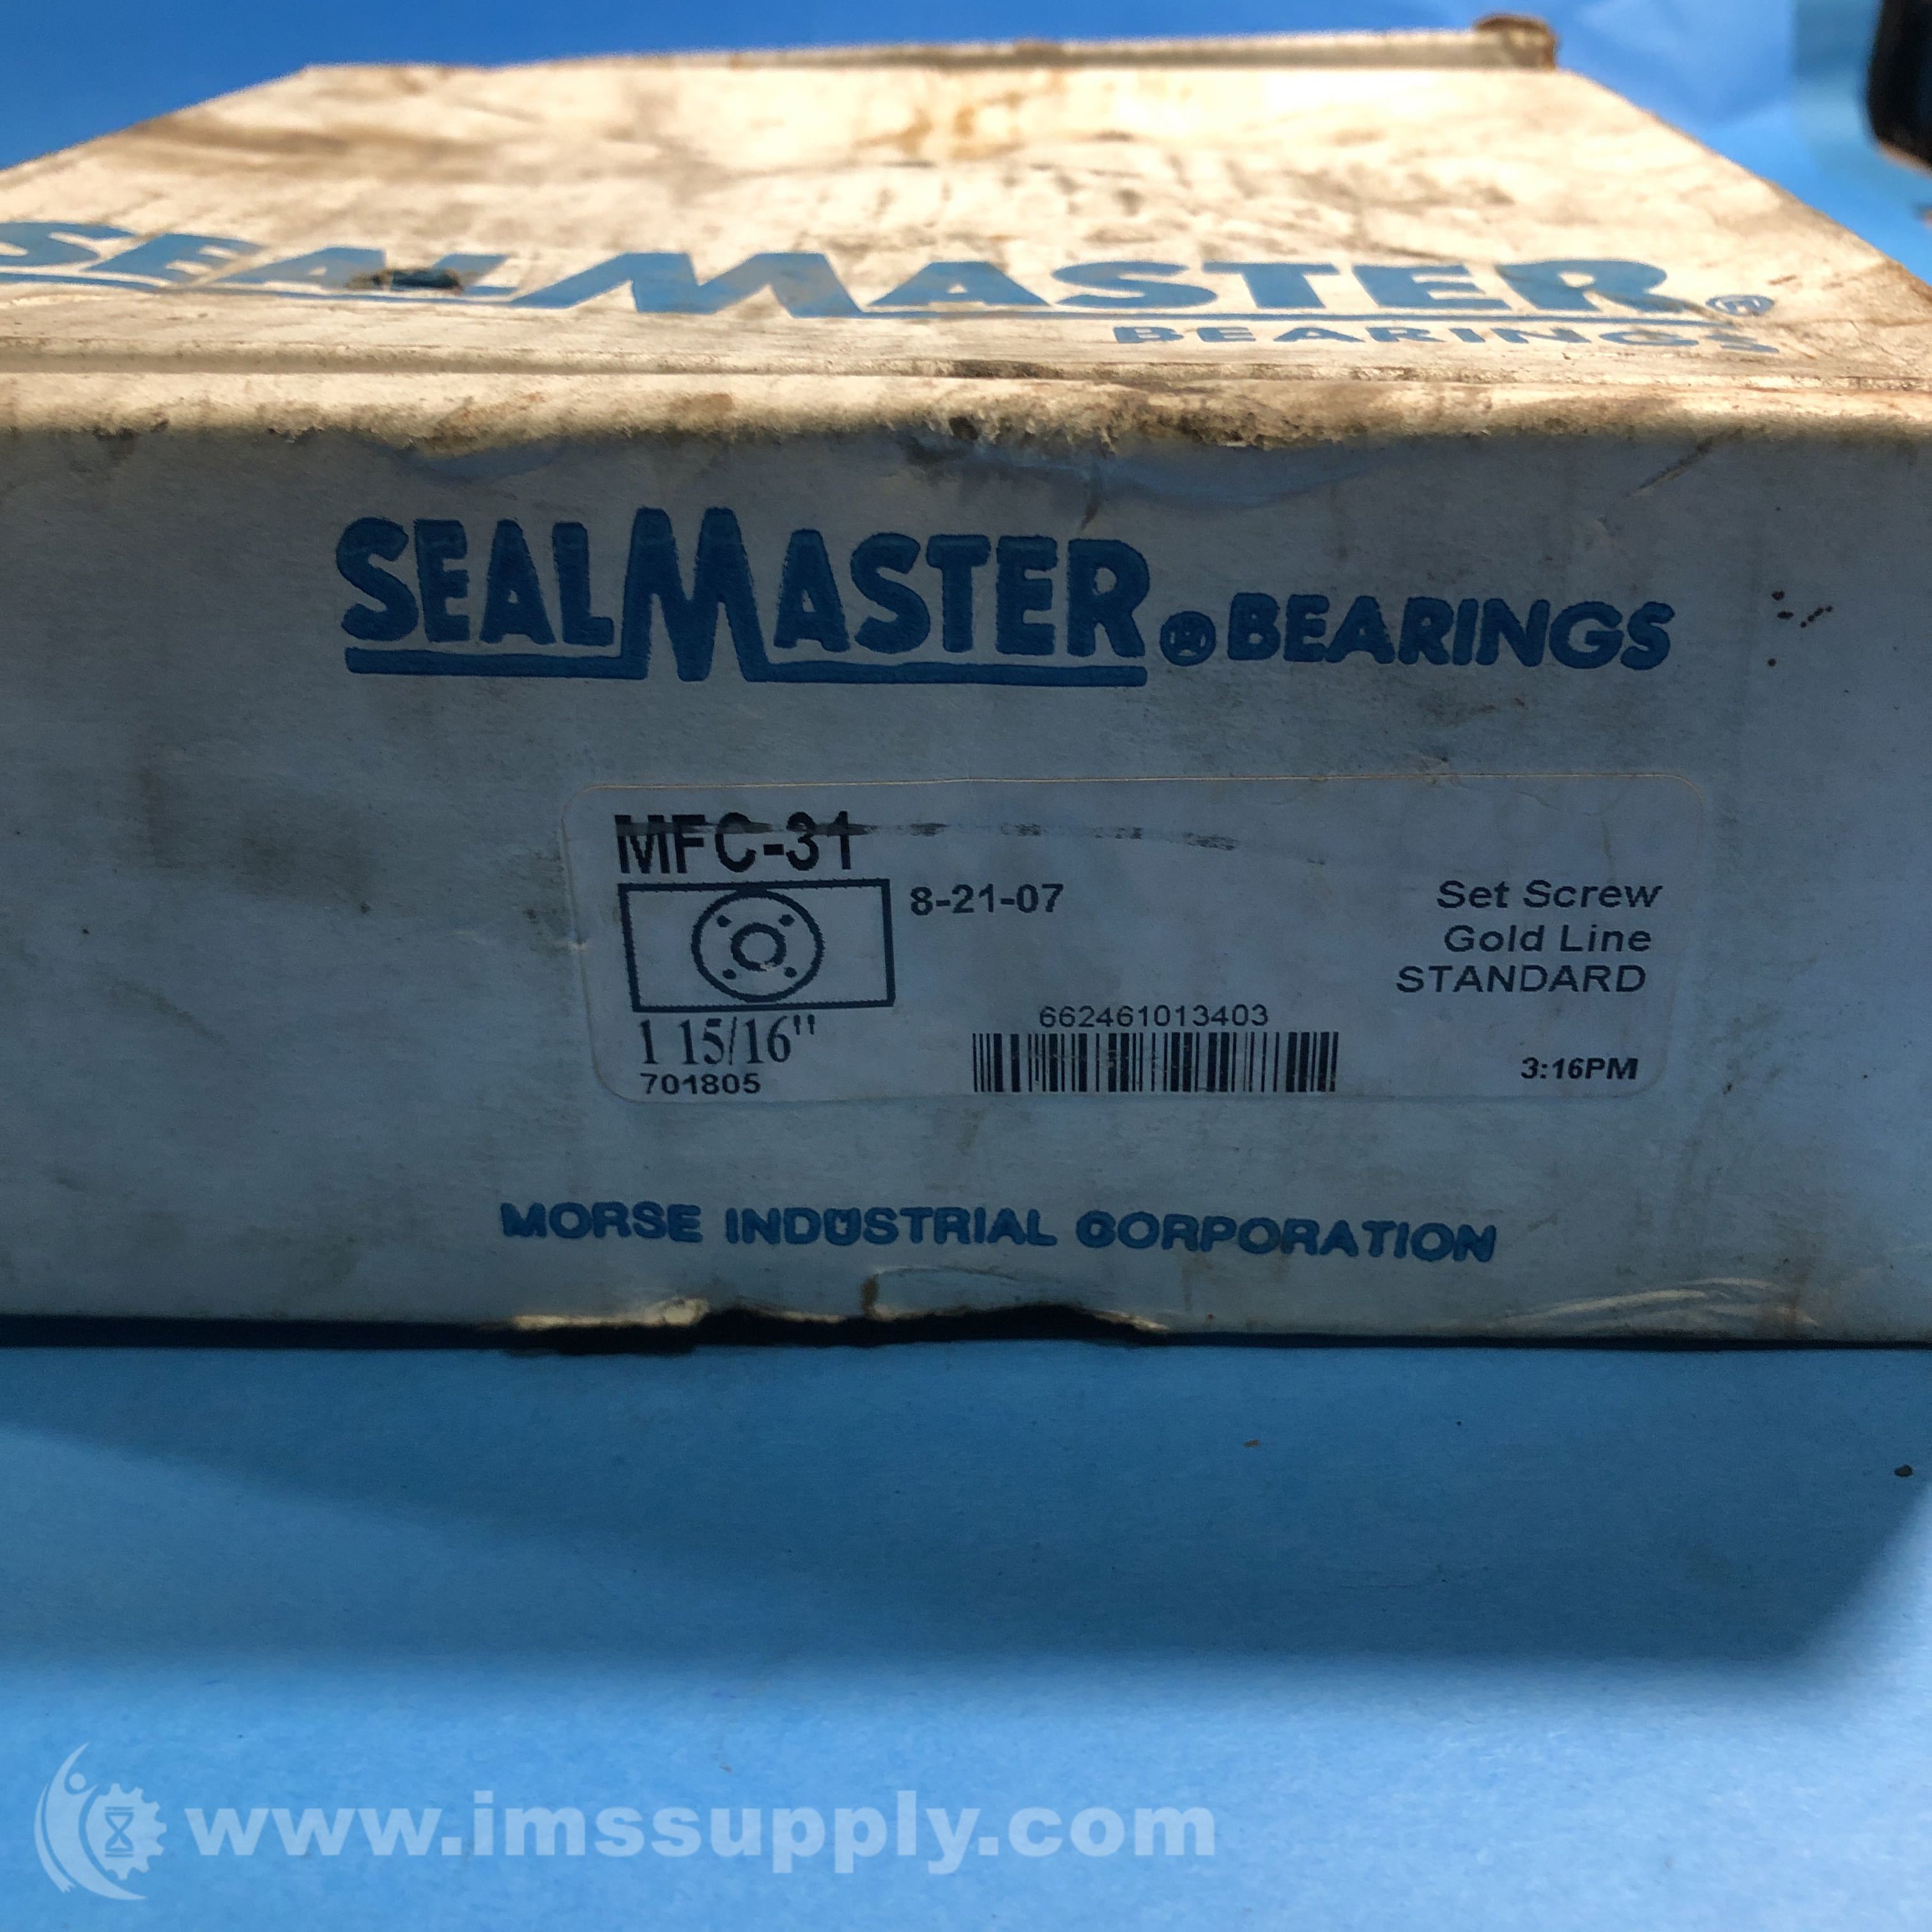 SEALMASTER®
BEARINGS
SEALMASTER® BEARINGS
MFC-31
8-21-07
Set Screw
Gold Line
STANDARD
1 15/16"
701805
662461013403
3:16PM
MORSE INDUSTRIAL CORPORATION
www.imssupply.com